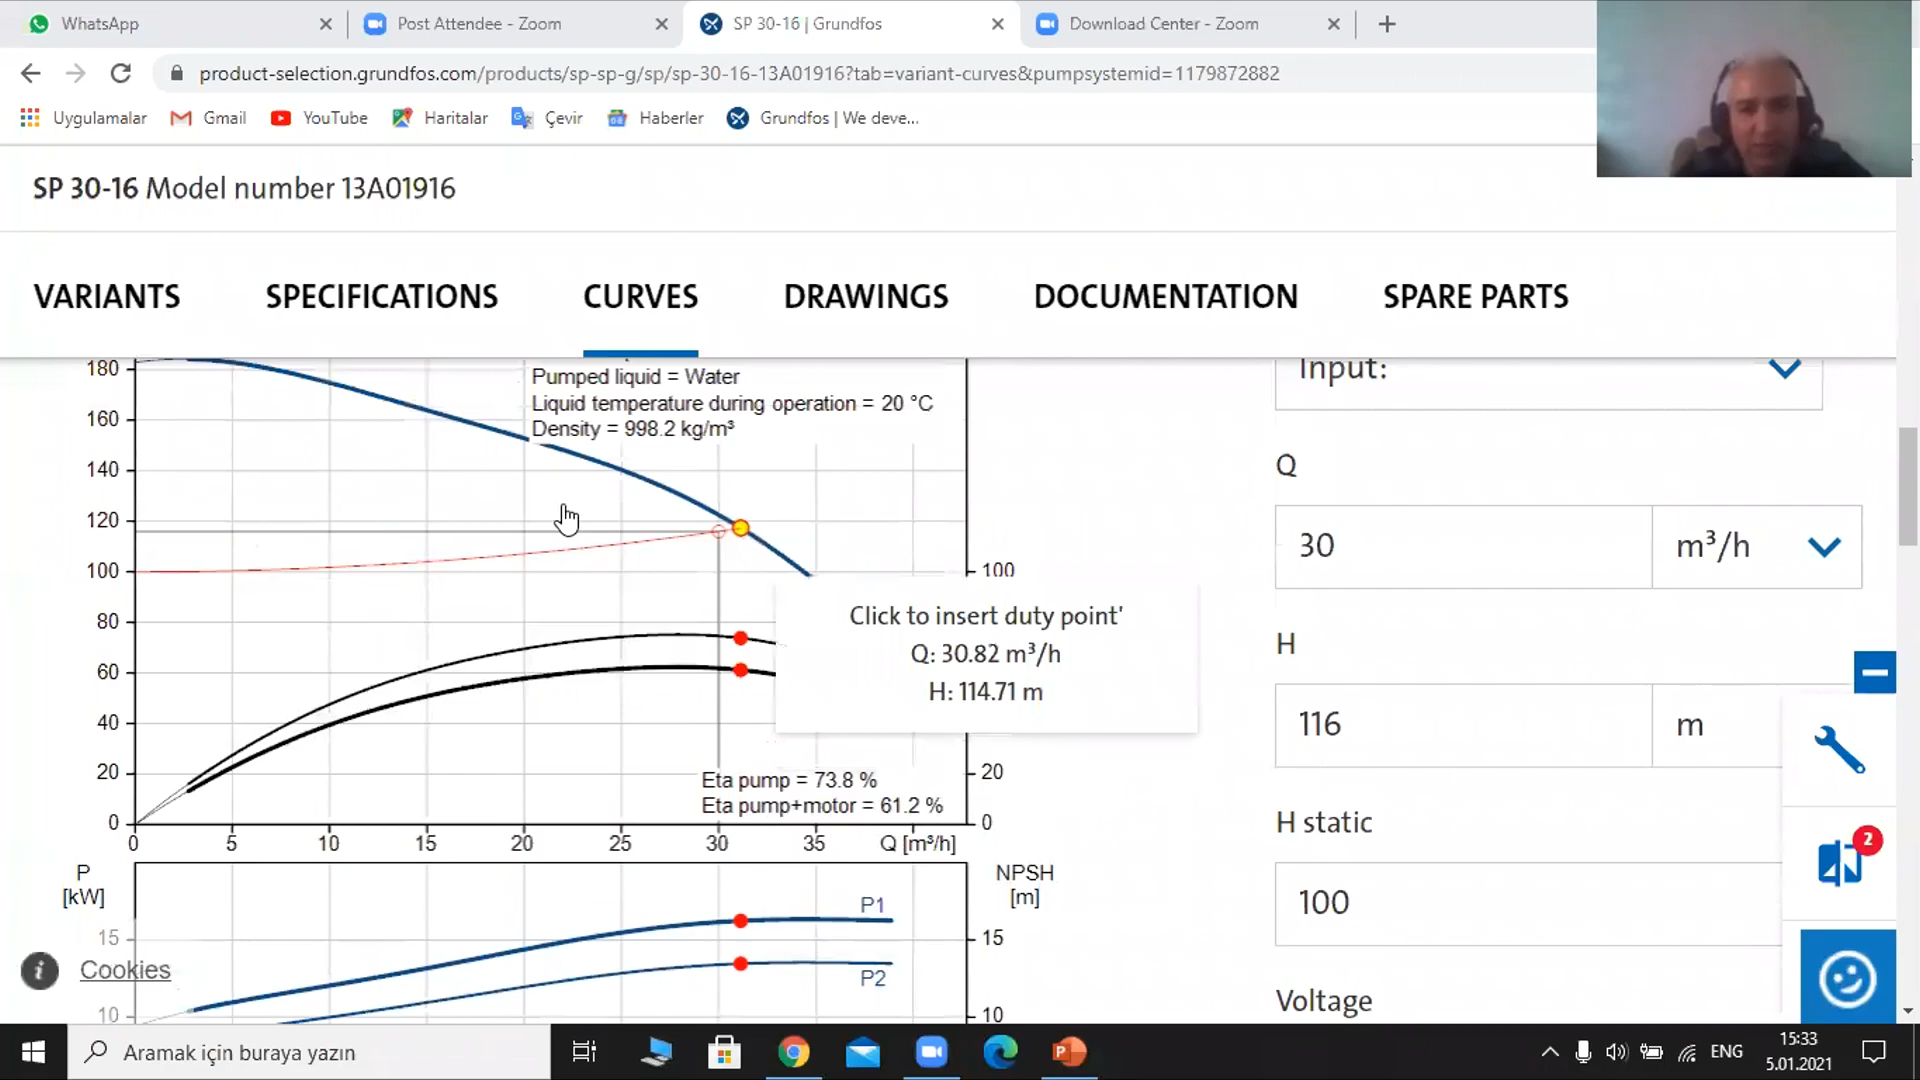 WhatsApp
Post Attendee - Zoom
SP 30-16 | Grundfos
Download Center - Zoom
product-selection.grundfos.com/products/sp-sp-g/sp/sp-30-16-13A01916?tab=variant-curves&pumpsystemid=1179872882
Uygulamalar
Gmail
YouTube
Haritalar
Çevir
Haberler
Grundfos | We deve...
SP 30-16 Model number 13A01916
VARIANTS
SPECIFICATIONS
CURVES
DRAWINGS
DOCUMENTATION
SPARE PARTS
180
160
140
120
100
80
60
40
20
0
Pumped liquid = Water
Liquid temperature during operation = 20 °C
Density = 998.2 kg/m³
100
20
0
Click to insert duty point'
Q: 30.82 m³/h
H: 114.71 m
Eta pump = 73.8 %
Eta pump+motor = 61.2 %
0 5 10 15 20 25 30 35 Q [m³/h]
P
[kW]
NPSH
[m]
P1
P2
15
10
15
10
Input:
Q
30
m³/h
H
116
m
H static
100
Voltage
2
Cookies
Aramak için buraya yazın
ENG
15:33
5.01.2021